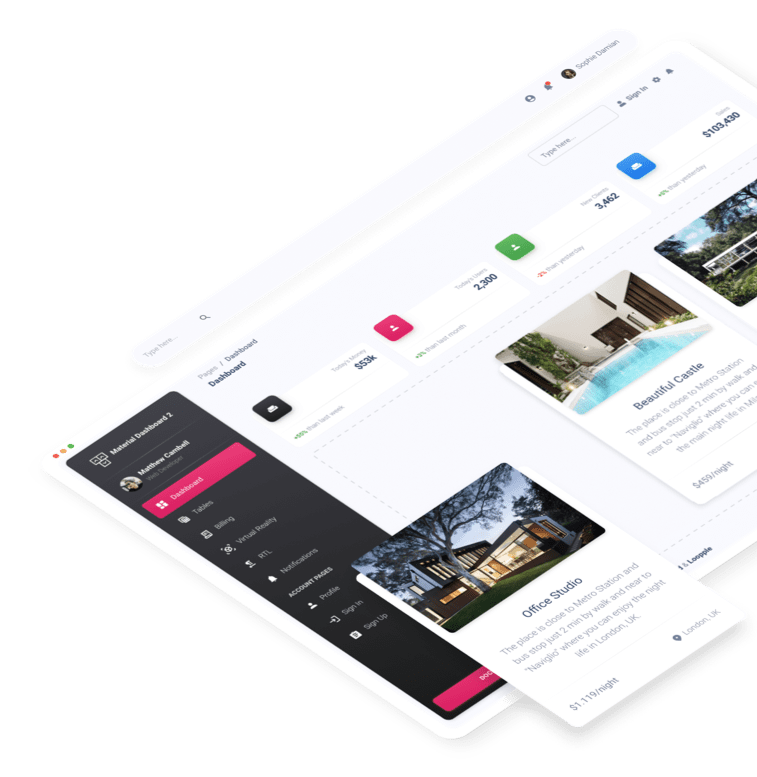 Sophie Damian
Type here...
Sign In
Type here...
Pages / Dashboard
Dashboard
Today's Money
$53k
+55% than last week
Today's Users
2,300
+3% than last month
New Clients
3,462
-2% than yesterday
Sales
$103,430
+5% than yesterday
Material Dashboard 2
Matthew Cambell
Web Developer
Dashboard
Tables
Billing
Virtual Reality
RTL
Notifications
ACCOUNT PAGES
Profile
Sign In
Sign Up
Beautiful Castle
The place is close to Metro Station
and bus stop just 2 min by walk and
near to "Naviglio" where you can e
the main night life in
$459/night
Office Studio
The place is close to Metro Station and
bus stop just 2 min by walk and near to
"Naviglio" where you can enjoy the night
life in London, UK.
$1.119/night
London, UK
& Loopple